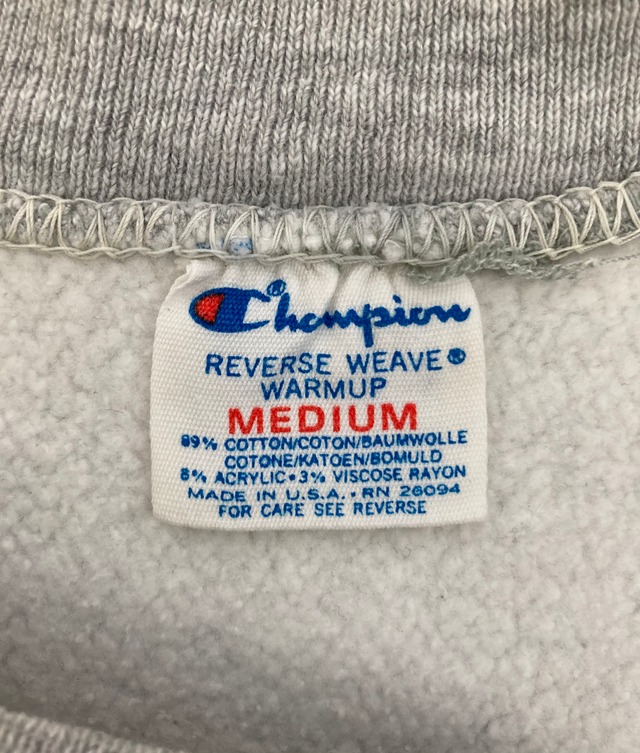 Champion®
REVERSE WEAVE®
WARMUP
MEDIUM
89% COTTON/COTON/BAUMWOLLE
COTONE/KATOEN/BOMULD
8% ACRYLIC•3% VISCOSE RAYON
MADE IN U.S.A.•RN 26094
FOR CARE SEE REVERSE